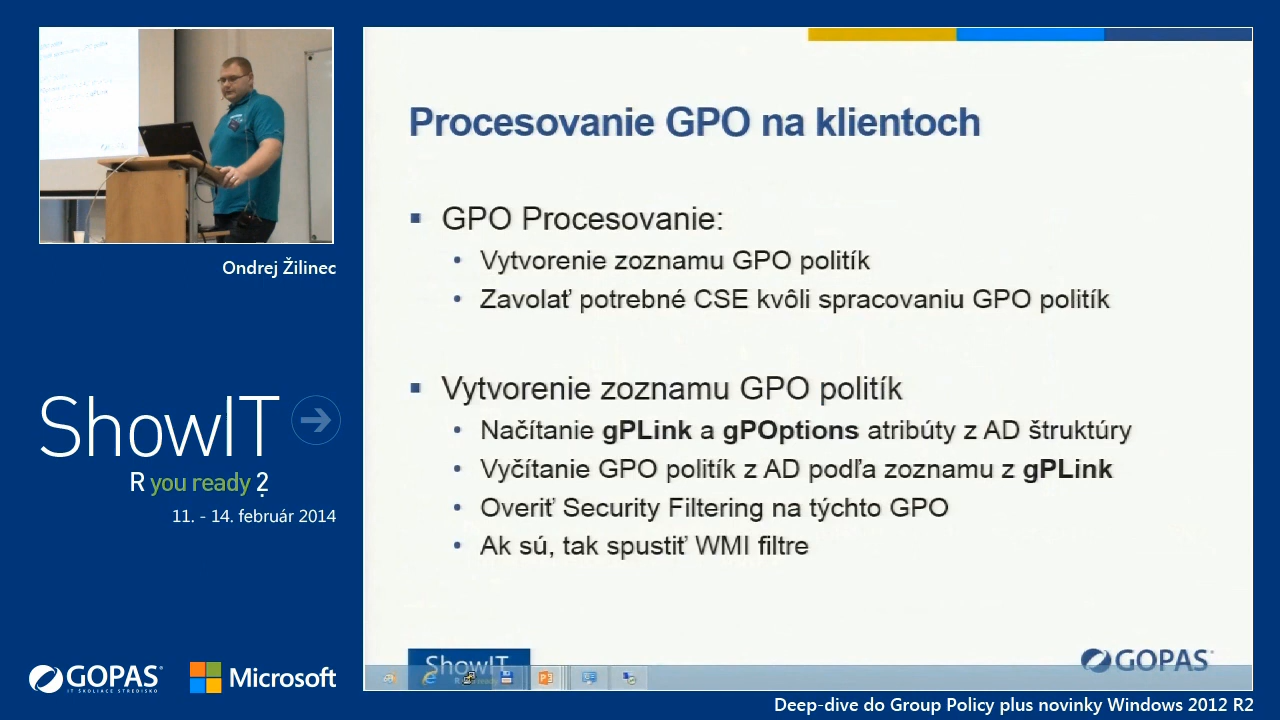 Ondrej Žilinec
ShowIT
R you ready ?
11. - 14. február 2014
GOPAS
IT ŠKOLIACE STREDISKO
Microsoft
Procesovanie GPO na klientoch
GPO Procesovanie:
Vytvorenie zoznamu GPO politík
Zavolať potrebné CSE kvôli spracovaniu GPO politík
Vytvorenie zoznamu GPO politík
Načítanie gPLink a gPOptions atribúty z AD štruktúry
Vyčítanie GPO politík z AD podľa zoznamu z gPLink
Overiť Security Filtering na týchto GPO
Ak sú, tak spustiť WMI filtre
ShowIT
GOPAS
Deep-dive do Group Policy plus novinky Windows 2012 R2